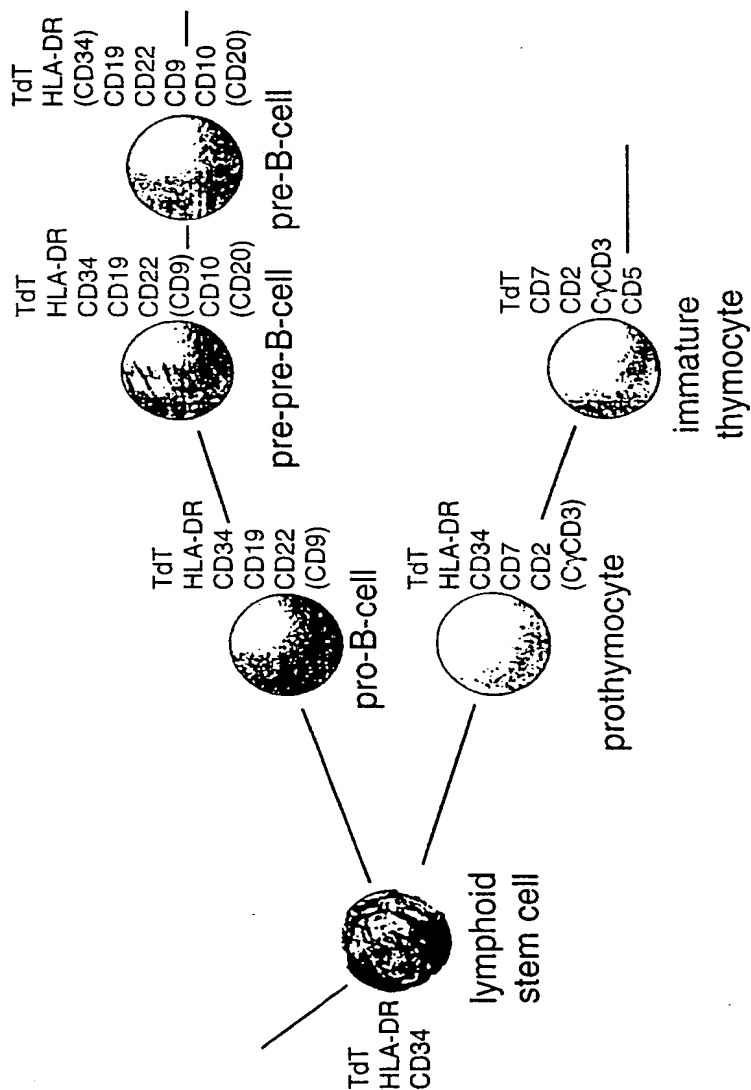 TdT
HLA-DR
CD34
lymphoid
stem cell
TdT
HLA-DR
CD34
CD19
CD22
(CD9)
pro-B-cell
TdT
HLA-DR
CD34
CD19
CD22
(CD9)
CD10
(CD20)
pre-pre-B-cell
TdT
HLA-DR
(CD34)
CD19
CD22
CD9
CD10
(CD20)
pre-B-cell
TdT
HLA-DR
CD34
CD7
CD2
(CγCD3)
prothymocyte
TdT
CD7
CD2
CγCD3
CD5
immature
thymocyte